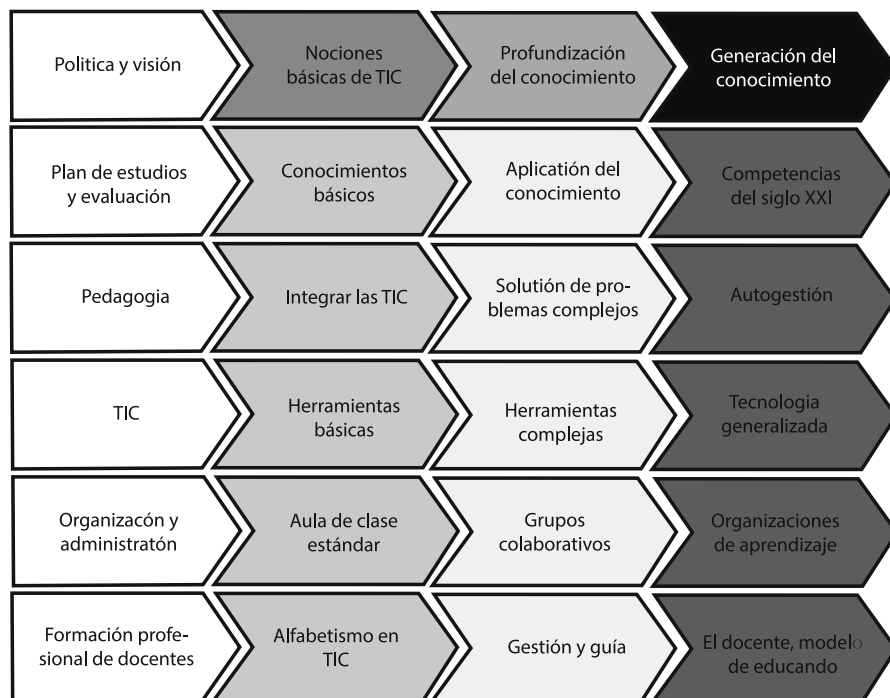 Politica y visión
Nociones
básicas de TIC
Profundización
del conocimiento
Generación del
conocimiento
Plan de estudios
y evaluación
Conocimientos
básicos
Aplicatión del
conocimiento
Competencias
del siglo XXI
Pedagogia
Integrar las TIC
Solutión de pro-
blemas complejos
Autogestión
TIC
Herramientas
básicas
Herramientas
complejas
Tecnologia
generalizada
Organizacón y
administratón
Aula de clase
estándar
Grupos
colaborativos
Organizaciones
de aprendizaje
Formación profe-
sional de docentes
Alfabetismo en
TIC
Gestión y guía
El docente, modelo
de educando